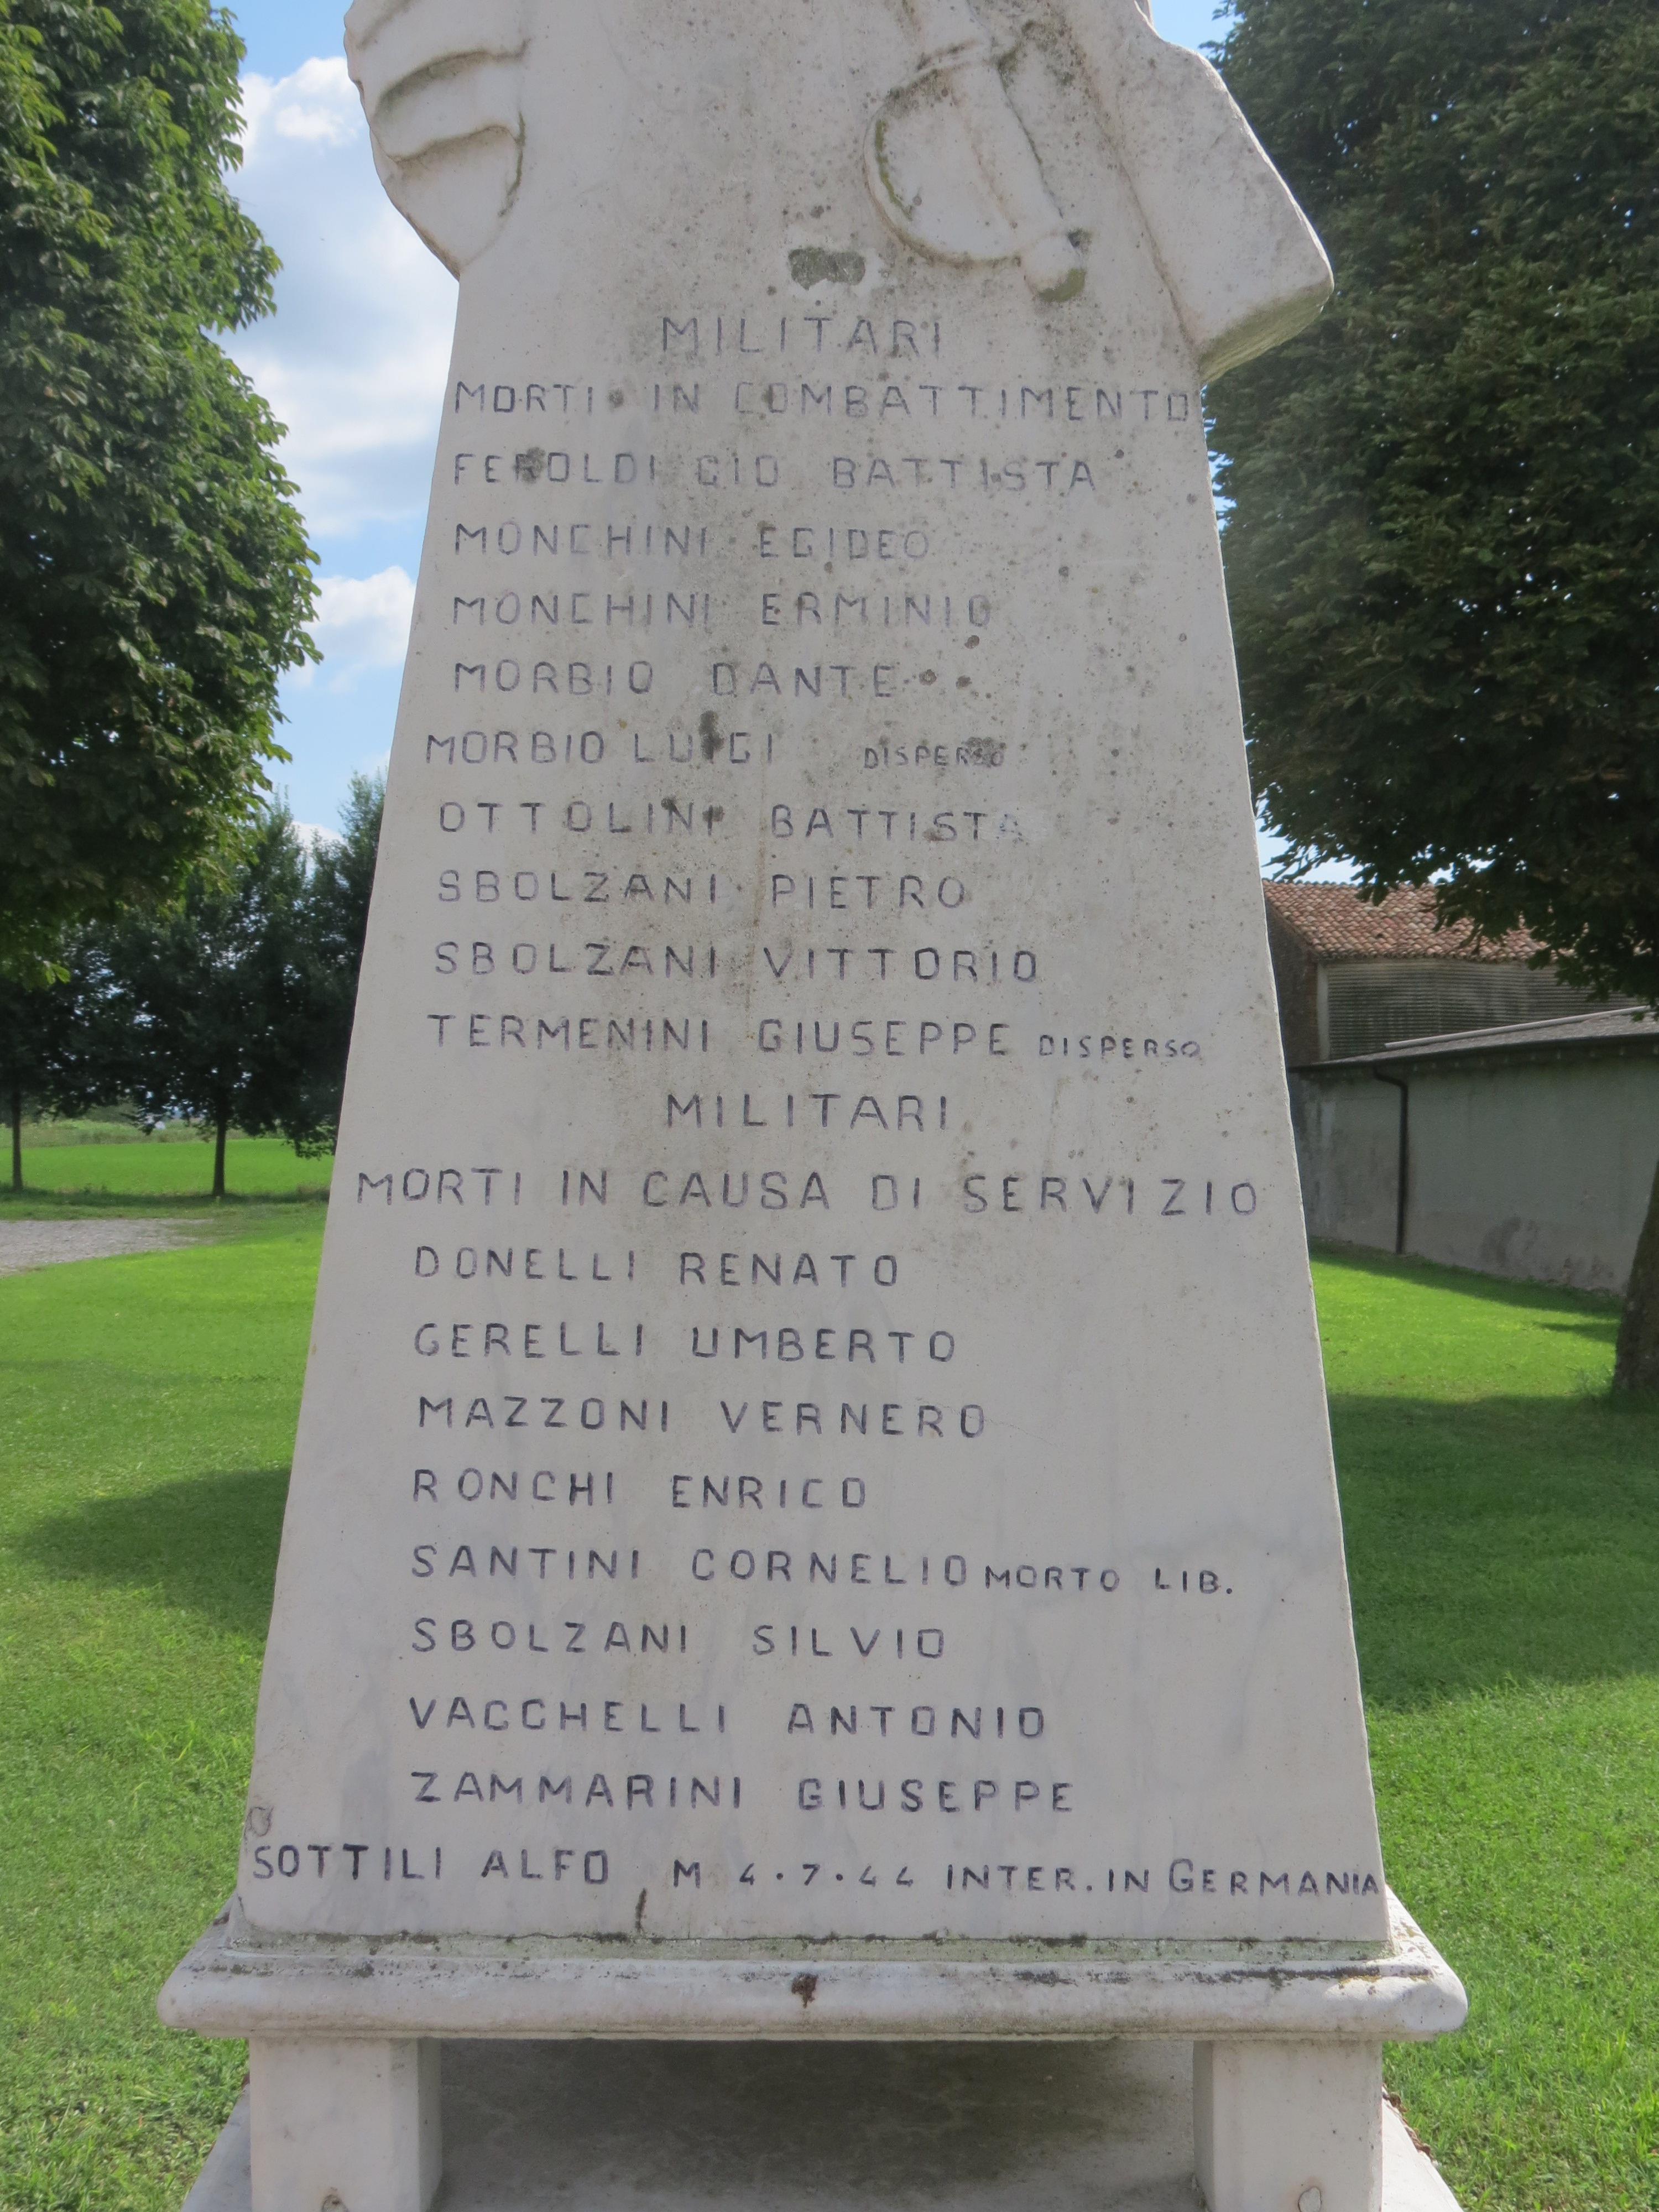 MILITARI
MORTI IN COMBATTIMENTO
FEROLDI GIO BATTISTA
MONCHINI EGIDEO
MONCHINI ERMINIO
MORBIO DANTE
MORBIO LUIGI DISPERSO
OTTOLINI BATTISTA
SBOLZANI PIETRO
SBOLZANI VITTORIO
TERMENINI GIUSEPPE DISPERSO
MILITARI
MORTI IN CAUSA DI SERVIZIO
DONELLI RENATO
GERELLI UMBERTO
MAZZONI VERNERO
RONCHI ENRICO
SANTINI CORNELIO MORTO LIB.
SBOLZANI SILVIO
VACCHELLI ANTONIO
ZAMMARINI GIUSEPPE
SOTTILI ALFO M 4.7.44 INTER. IN GERMANIA